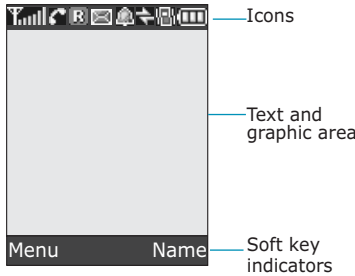 R
Icons
Text and
graphic area
Menu Name
Soft key
indicators